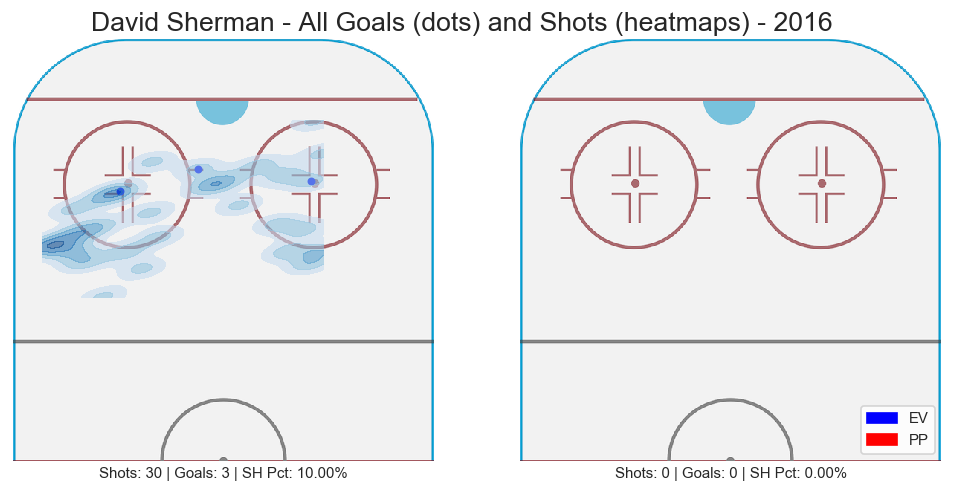 David Sherman - All Goals (dots) and Shots (heatmaps) - 2016
EV
PP
Shots: 30 | Goals: 3 | SH Pct: 10.00%
Shots: 0 | Goals: 0 | SH Pct: 0.00%